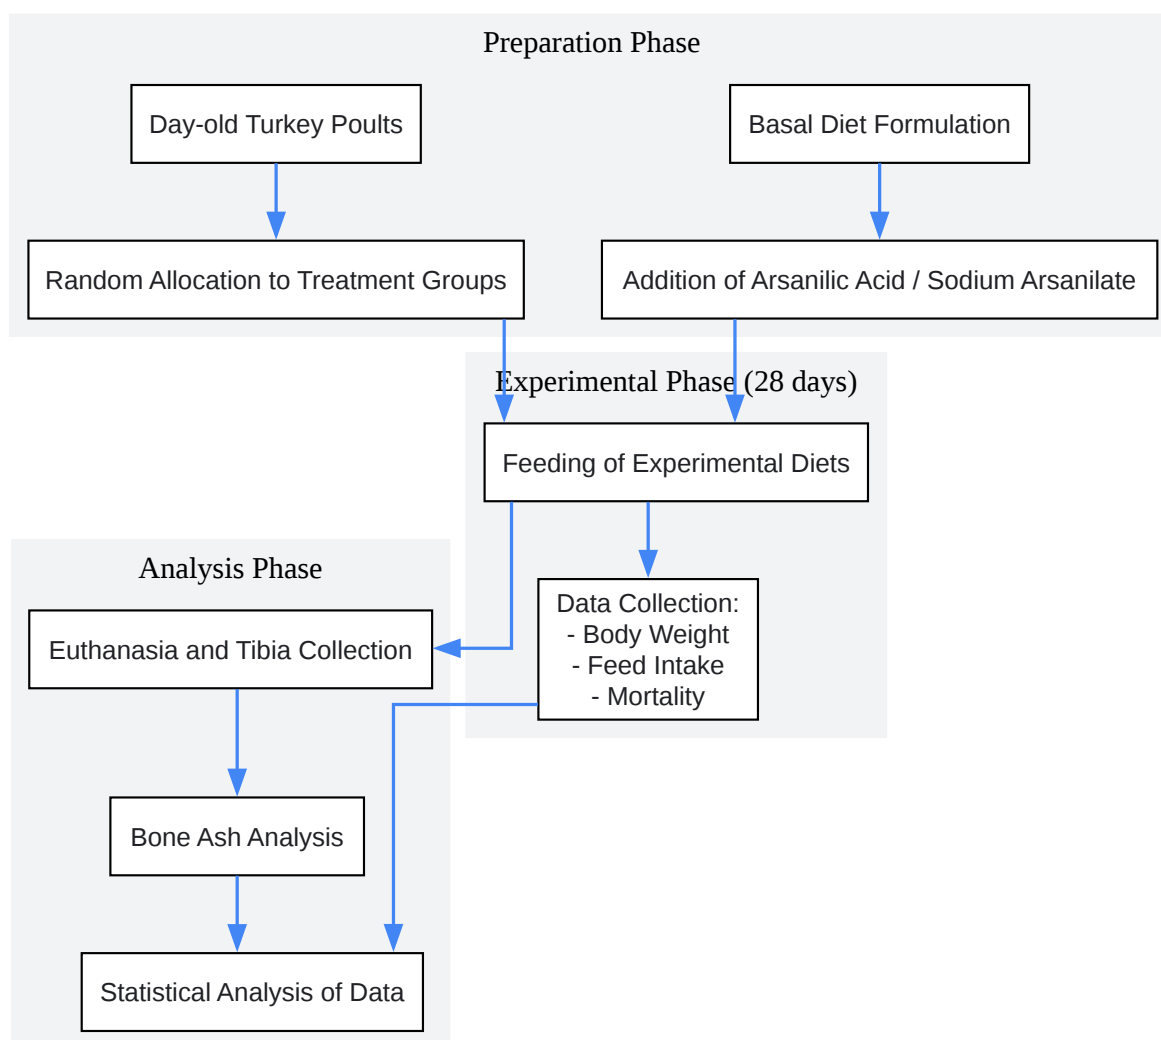 Preparation Phase
Day-old Turkey Poults
Basal Diet Formulation
Random Allocation to Treatment Groups
Addition of Arsanilic Acid / Sodium Arsanilate
Experimental Phase (28 days)
Feeding of Experimental Diets
Analysis Phase
Euthanasia and Tibia Collection
Data Collection:
- Body Weight
- Feed Intake
- Mortality
Bone Ash Analysis
Statistical Analysis of Data